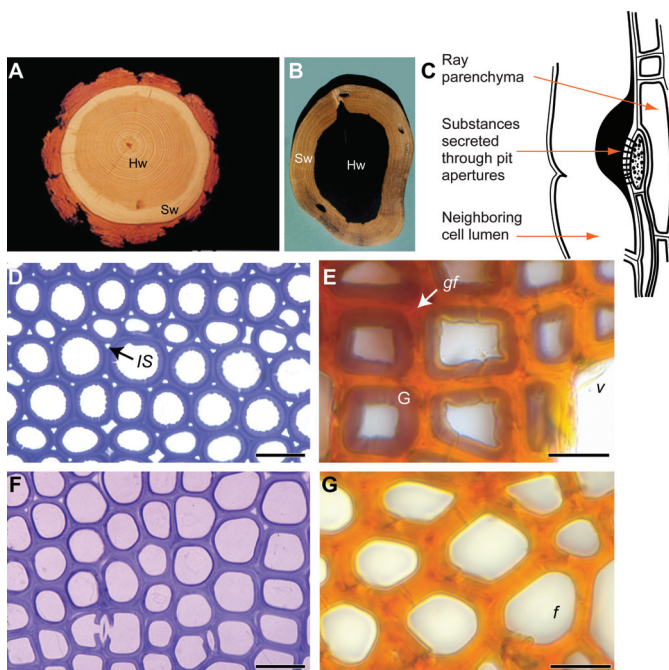 A
Hw
Sw
B
Sw
Hw
C
Ray
parenchyma
Substances
secreted
through pit
apertures
Neighboring
cell lumen
D
IS
E
gf
G
v
F
G
f